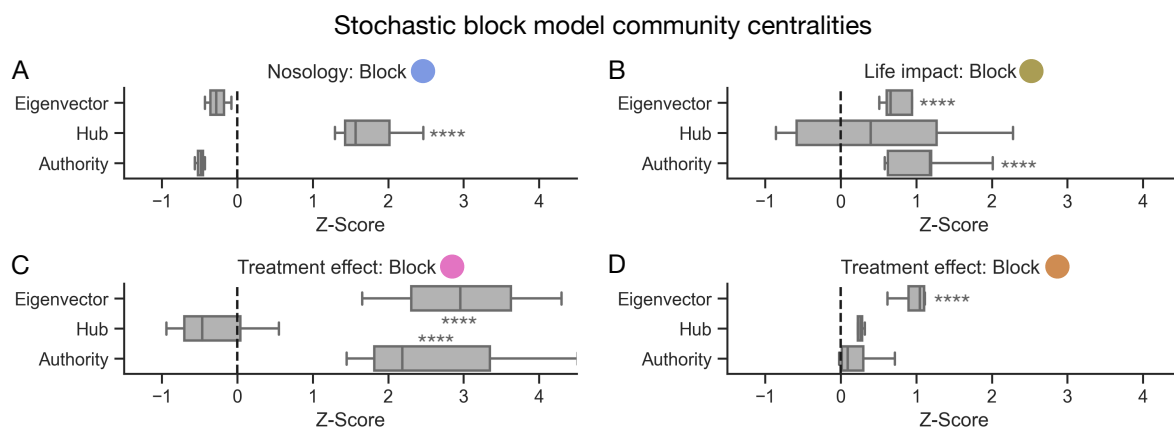 Stochastic block model community centralities
A
Nosology: Block
Eigenvector
Hub
****
Authority
−1 0 1 2 3 4
Z-Score
B
Life impact: Block
Eigenvector
****
Hub
Authority
****
−1 0 1 2 3 4
Z-Score
C
Treatment effect: Block
Eigenvector
****
Hub
****
Authority
−1 0 1 2 3 4
Z-Score
D
Treatment effect: Block
Eigenvector
****
Hub
Authority
−1 0 1 2 3 4
Z-Score